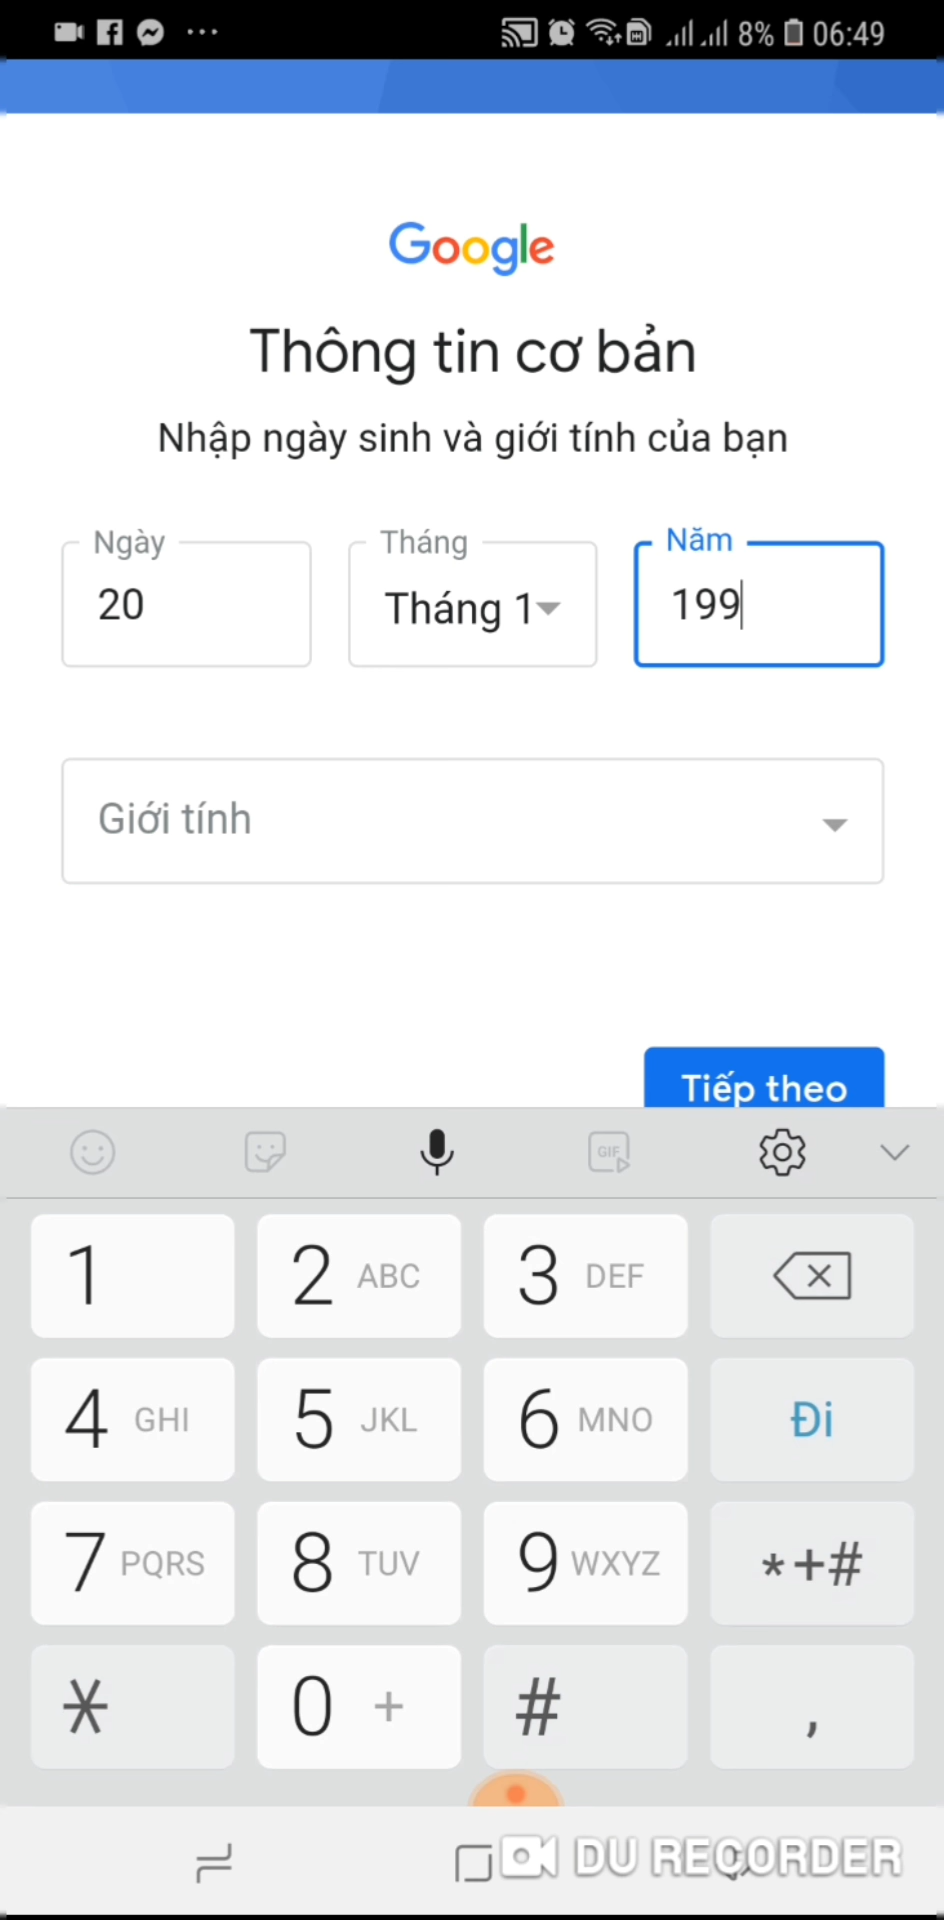 8% 06:49
Google
Thông tin cơ bản
Nhập ngày sinh và giới tính của bạn
Ngày Tháng Năm
20 Tháng 1 199
Giới tính
Tiếp theo
GIF
1 2 ABC 3 DEF
4 GHI 5 JKL 6 MNO Đi
7 PQRS 8 TUV 9 WXYZ *+#
* 0 + # ,
DU RECORDER